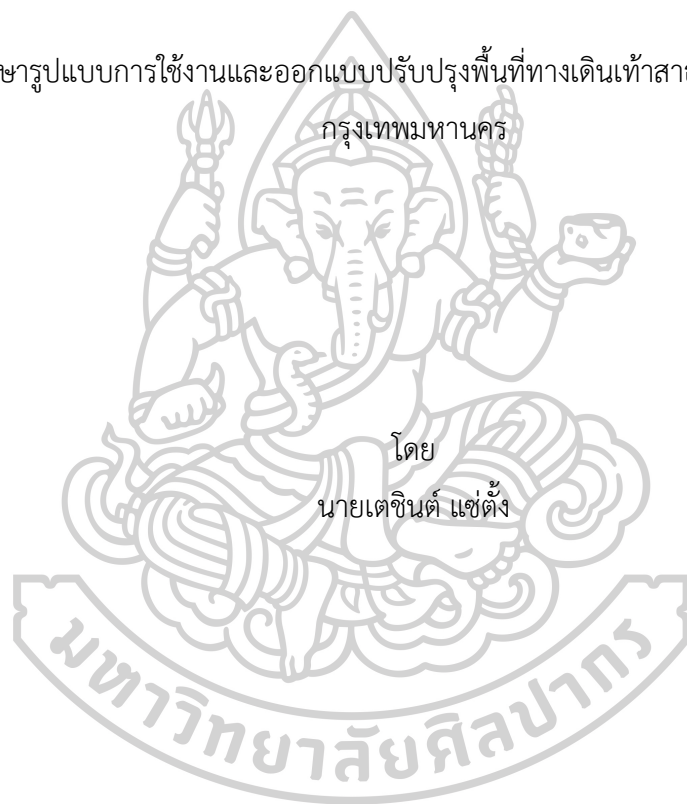 ษารูปแบบการใช้งานและออกแบบปรับปรุงพื้นที่ทางเดินเท้าสา
กรุงเทพมหานคร
โดย
นายเตชินต์ แซ่ตั้ง
มหาวิทยาลัยศิลปากร